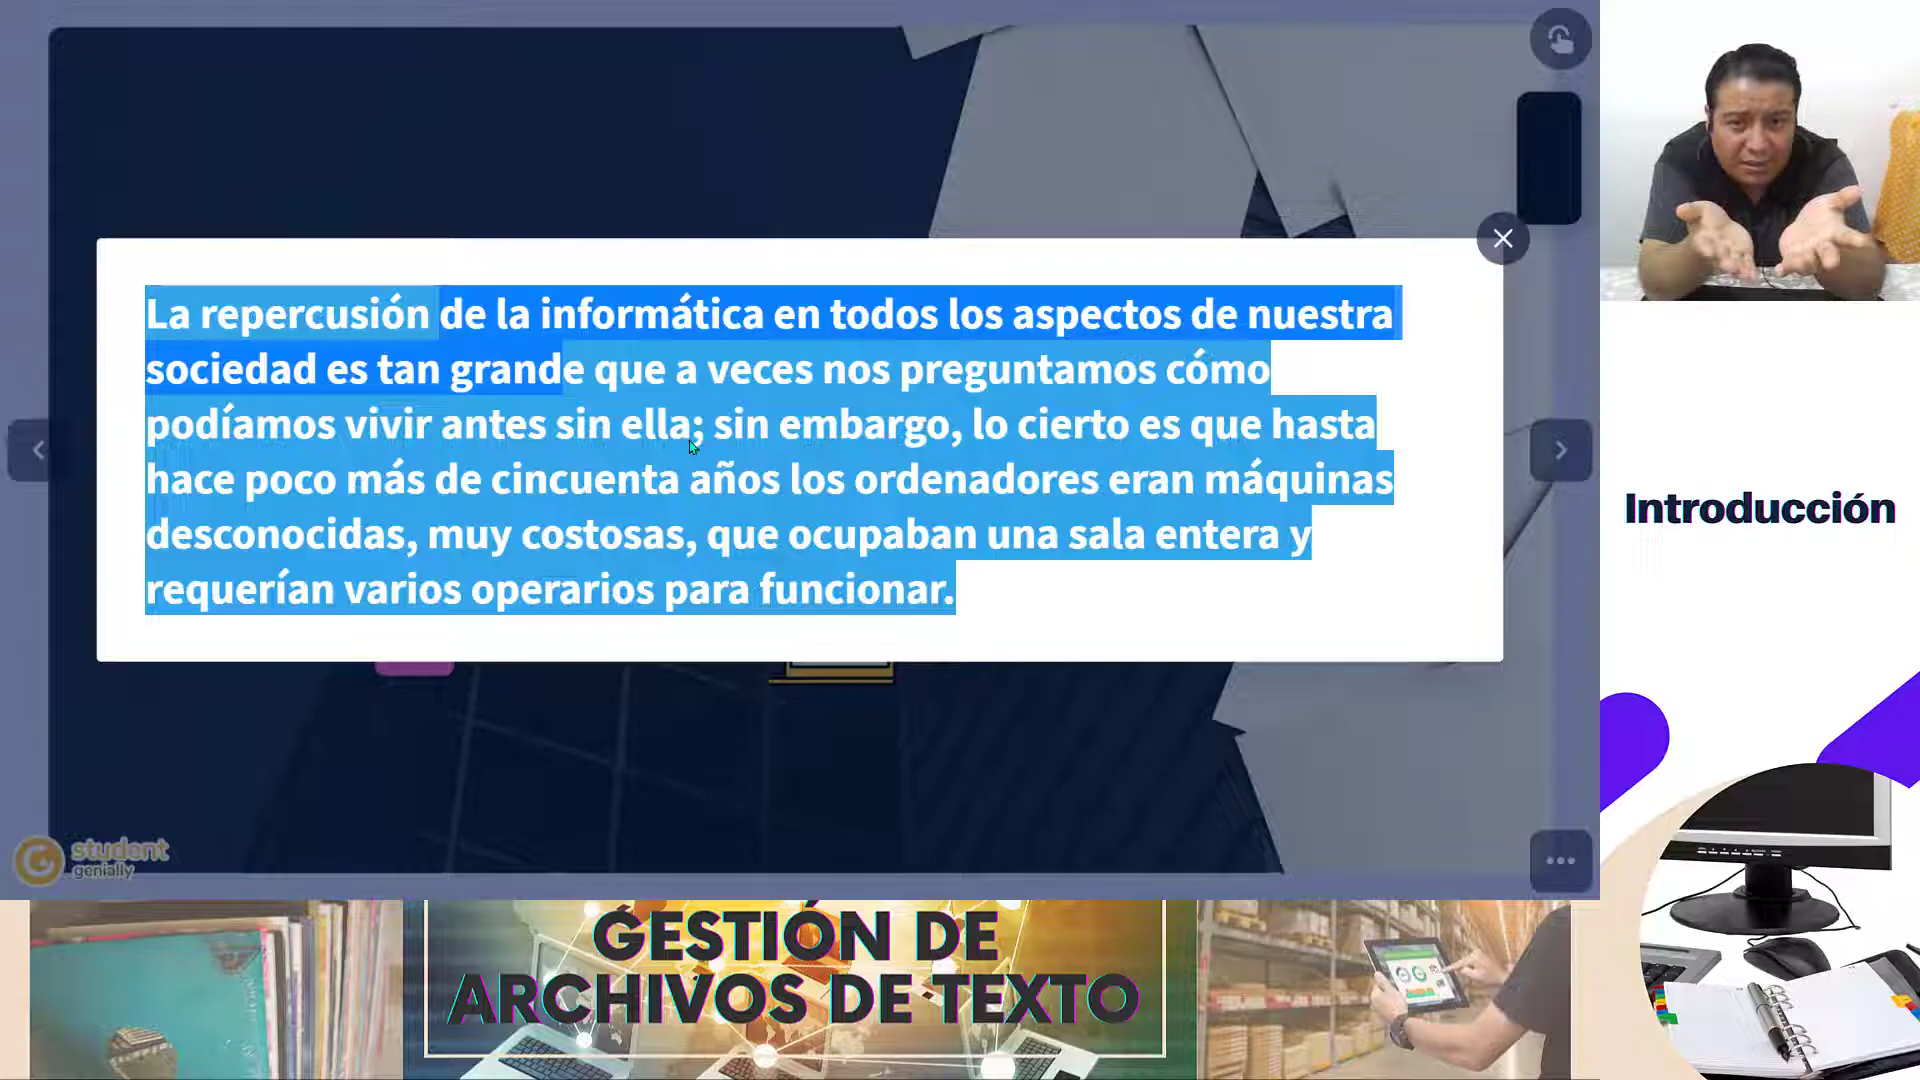 La repercusión de la informática en todos los aspectos de nuestra
sociedad es tan grande que a veces nos preguntamos cómo
podíamos vivir antes sin ella; sin embargo, lo cierto es que hasta
hace poco más de cincuenta años los ordenadores eran máquinas
desconocidas, muy costosas, que ocupaban una sala entera y
requerían varios operarios para funcionar.
Introducción
student
genially
GESTIÓN DE
ARCHIVOS DE TEXTO